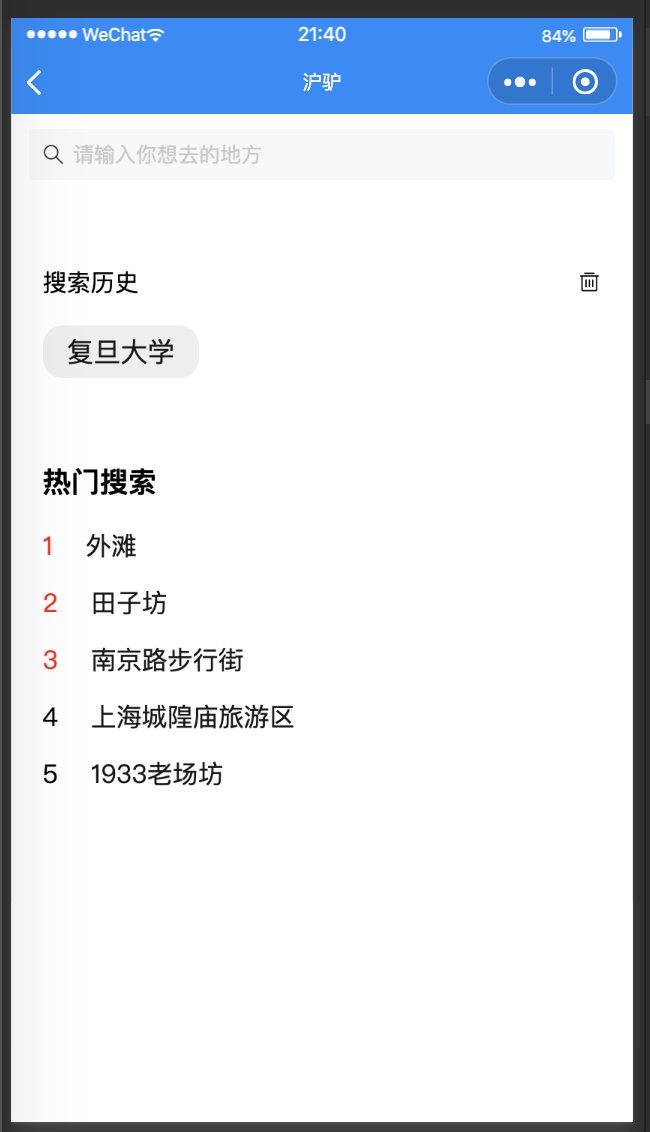 WeChat 21:40 84%
沪驴
请输入你想去的地方
搜索历史
复旦大学
热门搜索
1 外滩
2 田子坊
3 南京路步行街
4 上海城隍庙旅游区
5 1933老场坊